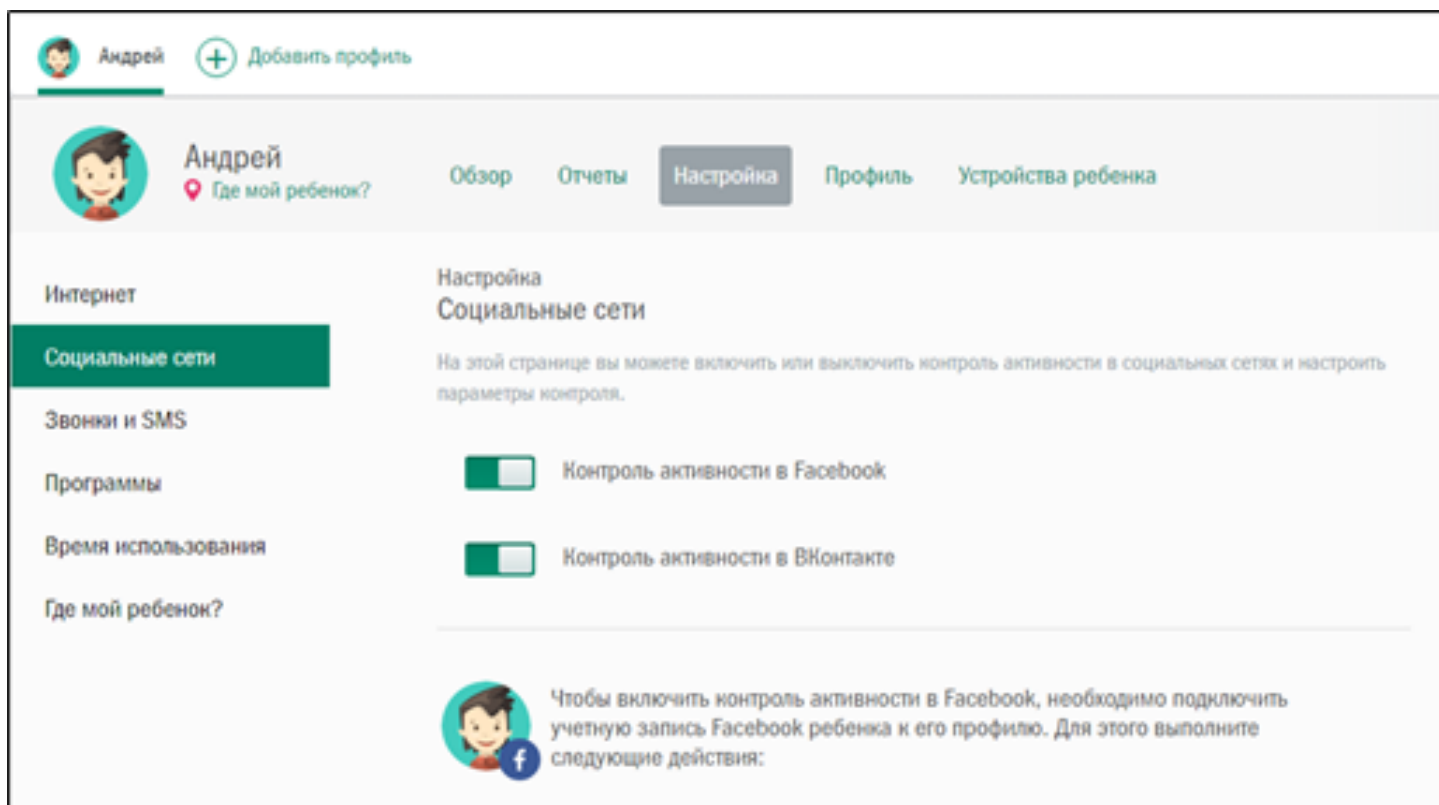 Андрей Добавить профиль
Андрей
Где мой ребенок?
Обзор Отчеты Настройка Профиль Устройства ребенка
Интернет
Социальные сети
Звонки и SMS
Программы
Время использования
Где мой ребенок?
Настройка
Социальные сети
На этой странице вы можете включить или выключить контроль активности в социальных сетях и настроить
параметры контроля.
Контроль активности в Facebook
Контроль активности в ВКонтакте
Чтобы включить контроль активности в Facebook, необходимо подключить
учетную запись Facebook ребенка к его профилю. Для этого выполните
следующие действия: